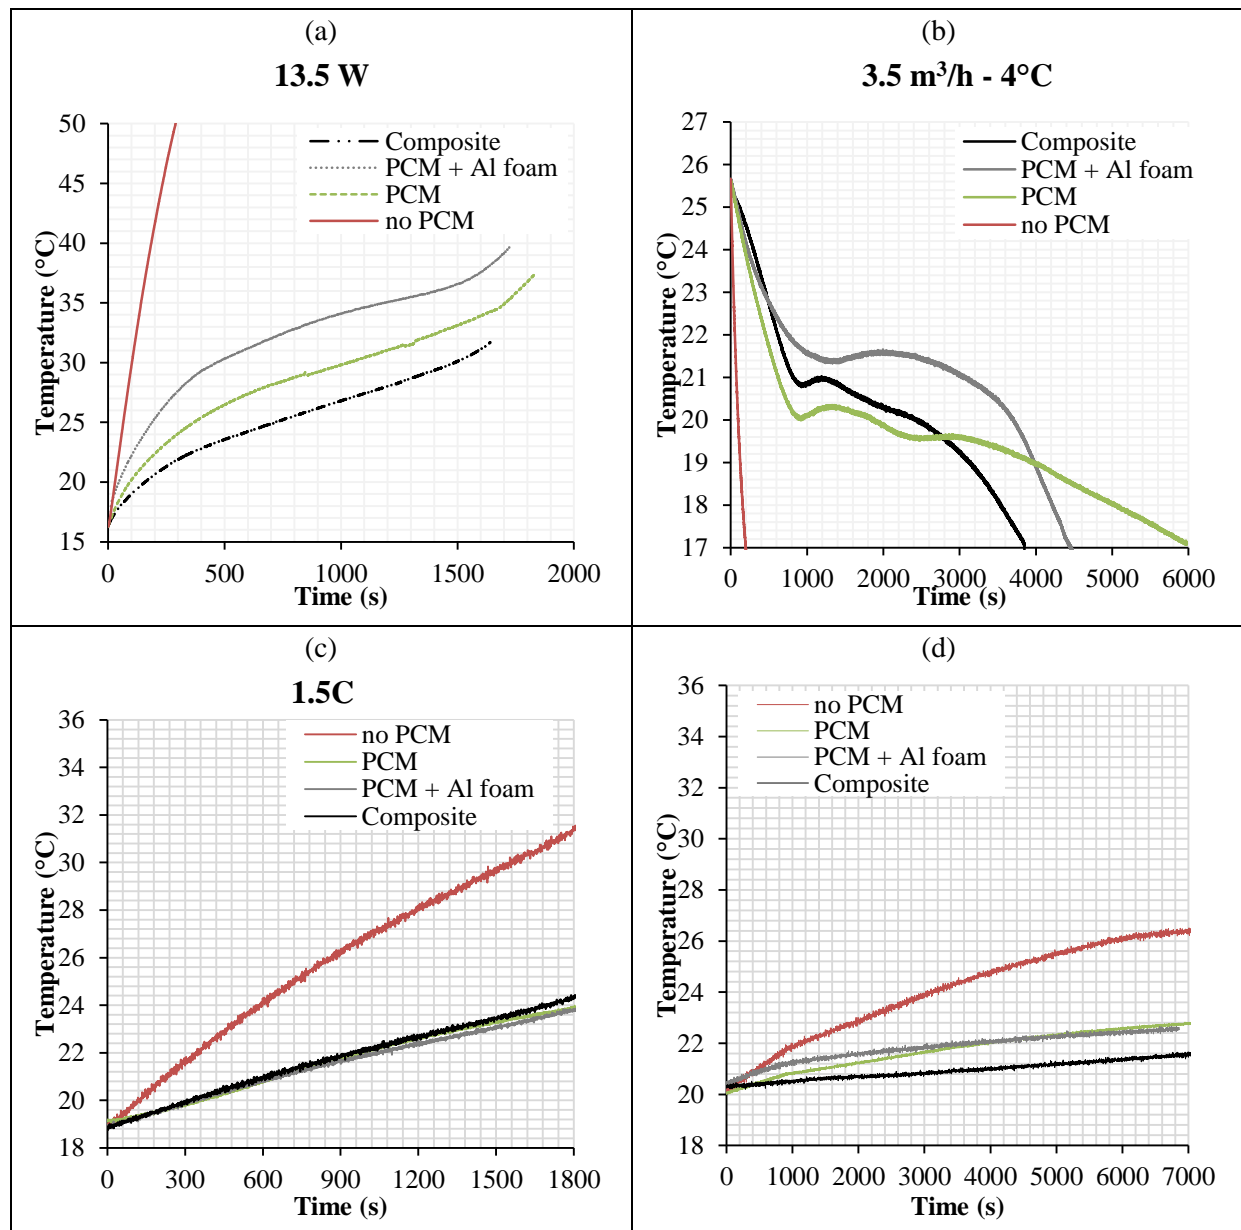 (a)
13.5 W
50
45
40
35
30
25
20
15
Temperature (°C)
Composite
PCM + Al foam
PCM
no PCM
0 500 1000 1500 2000
Time (s)
(b)
3.5 m³/h - 4°C
27
26
25
24
23
22
21
20
19
18
17
Temperature (°C)
Composite
PCM + Al foam
PCM
no PCM
0 1000 2000 3000 4000 5000 6000
Time (s)
(c)
1.5C
36
34
32
30
28
26
24
22
20
18
Temperature (°C)
no PCM
PCM
PCM + Al foam
Composite
0 300 600 900 1200 1500 1800
Time (s)
(d)
36
34
32
30
28
26
24
22
20
18
Temperature (°C)
no PCM
PCM
PCM + Al foam
Composite
0 1000 2000 3000 4000 5000 6000 7000
Time (s)